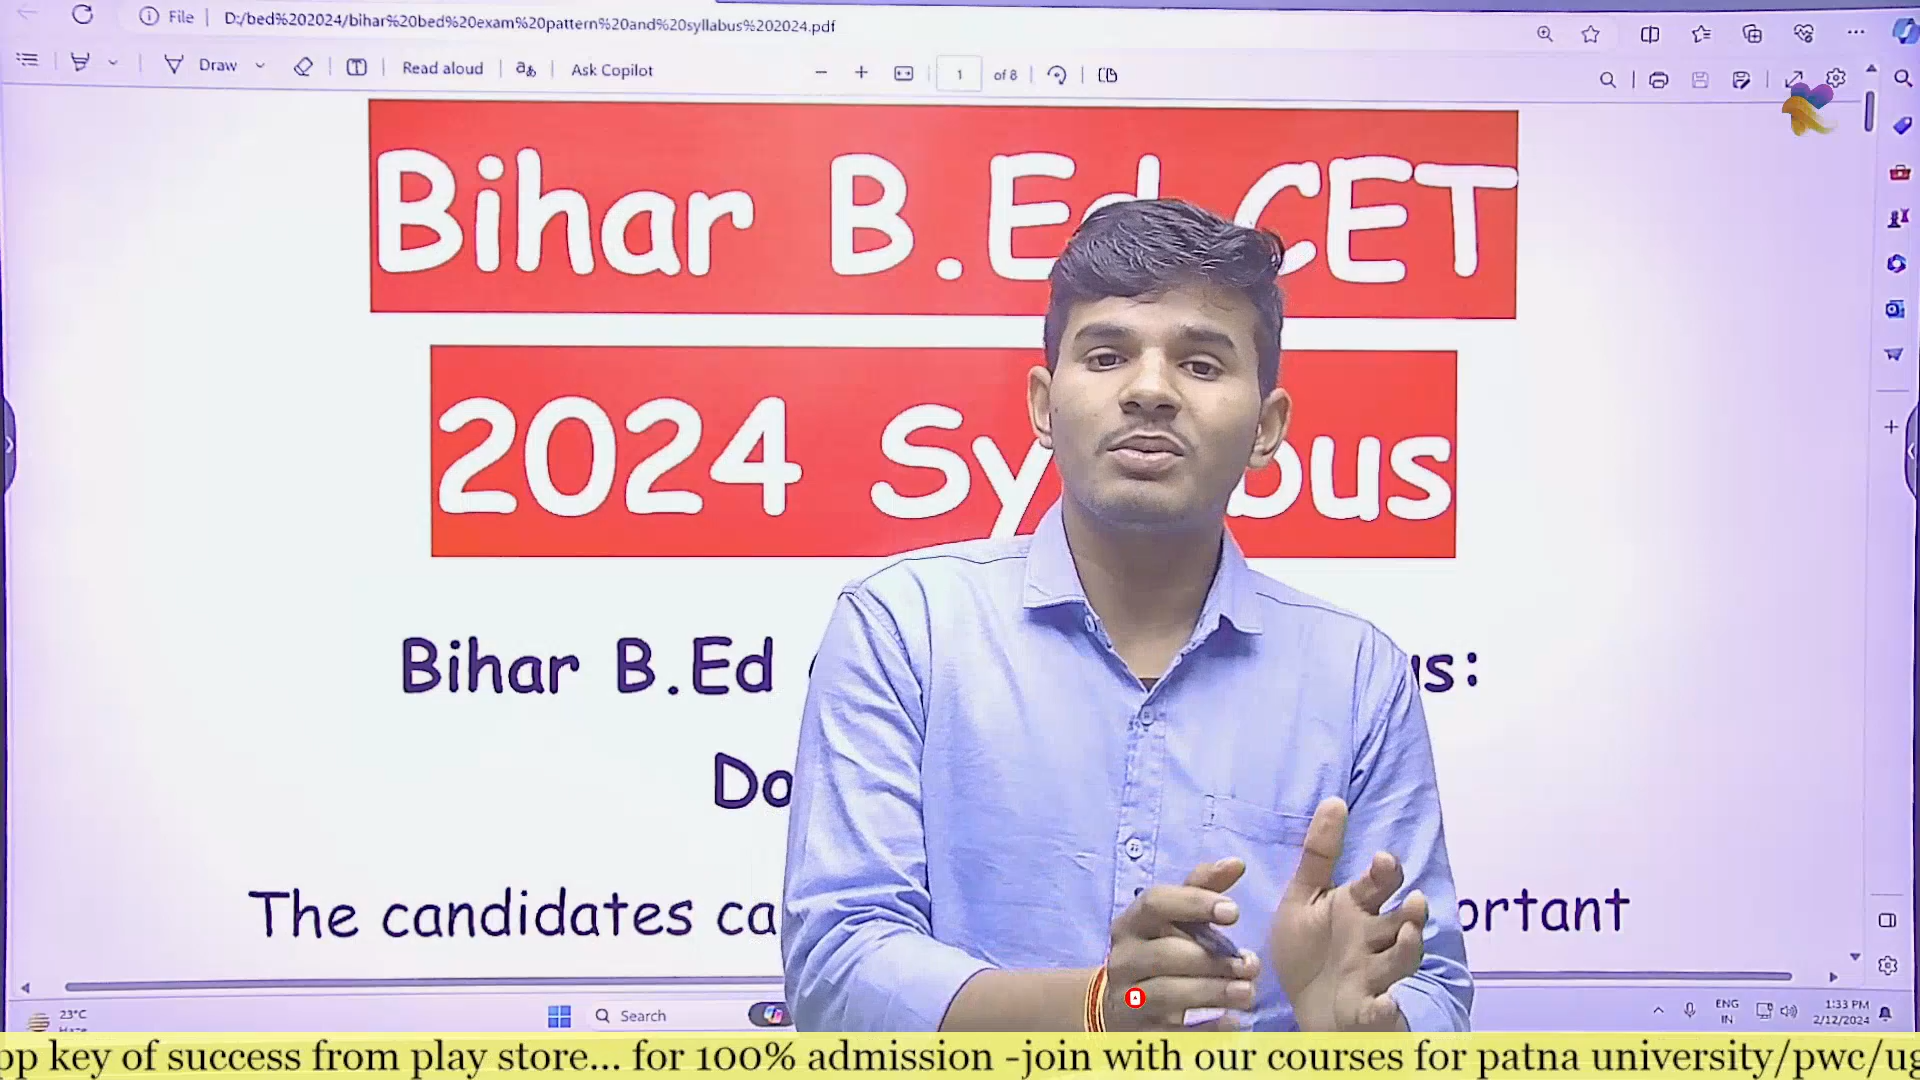 File D:/bed%202024/bihar%20bed%20exam%20pattern%20and%20syllabus%202024.pdf
Draw Read aloud Ask Copilot 1 of 8
Bihar B.Ed CET
2024 Sy bus
Bihar B.Ed us:
Do
The candidates ca ortant
23°C
Search
ENG
IN
1:33 PM
2/12/2024
pp key of success from play store... for 100% admission -join with our courses for patna university/pwc/ug